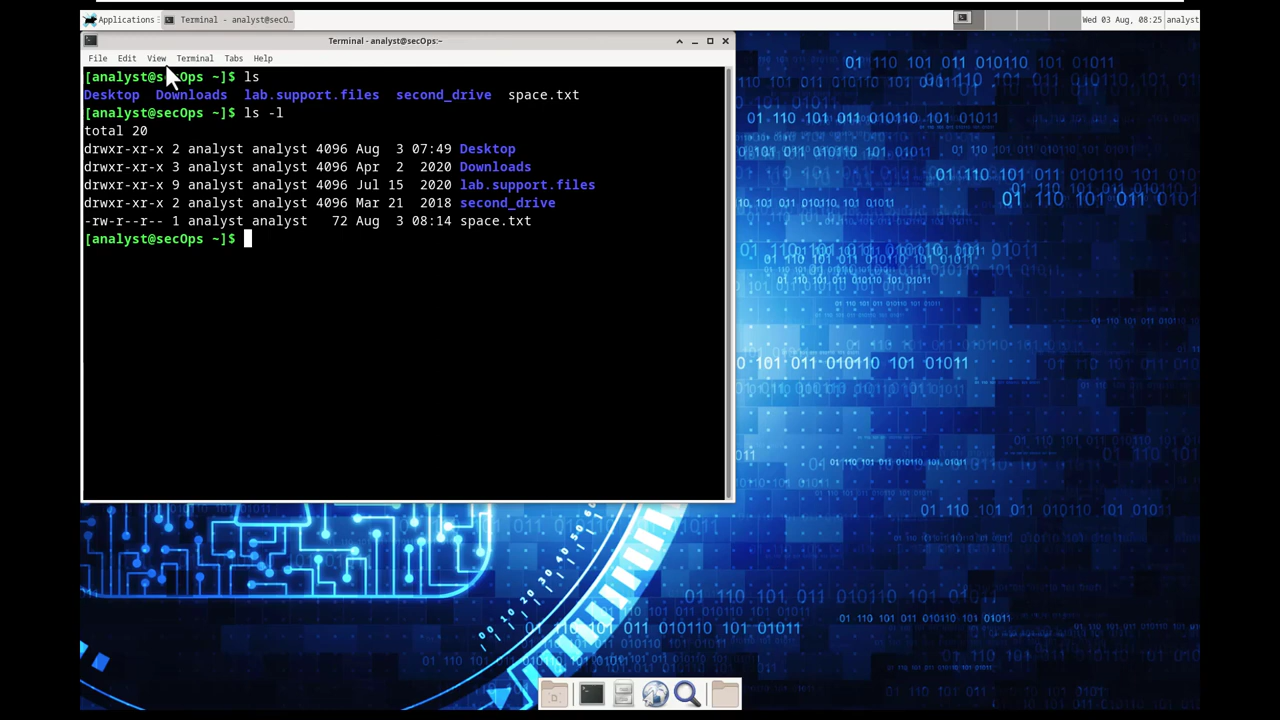 Applications
Terminal - analyst@secO...
Wed 03 Aug, 08:25
analyst
Terminal - analyst@secOps:~
File Edit View Terminal Tabs Help
[analyst@secOps ~]$ ls
Desktop Downloads lab.support.files second_drive space.txt
[analyst@secOps ~]$ ls -l
total 20
drwxr-xr-x 2 analyst analyst 4096 Aug 3 07:49 Desktop
drwxr-xr-x 3 analyst analyst 4096 Apr 2 2020 Downloads
drwxr-xr-x 9 analyst analyst 4096 Jul 15 2020 lab.support.files
drwxr-xr-x 2 analyst analyst 4096 Mar 21 2018 second_drive
-rw-r--r-- 1 analyst analyst 72 Aug 3 08:14 space.txt
[analyst@secOps ~]$